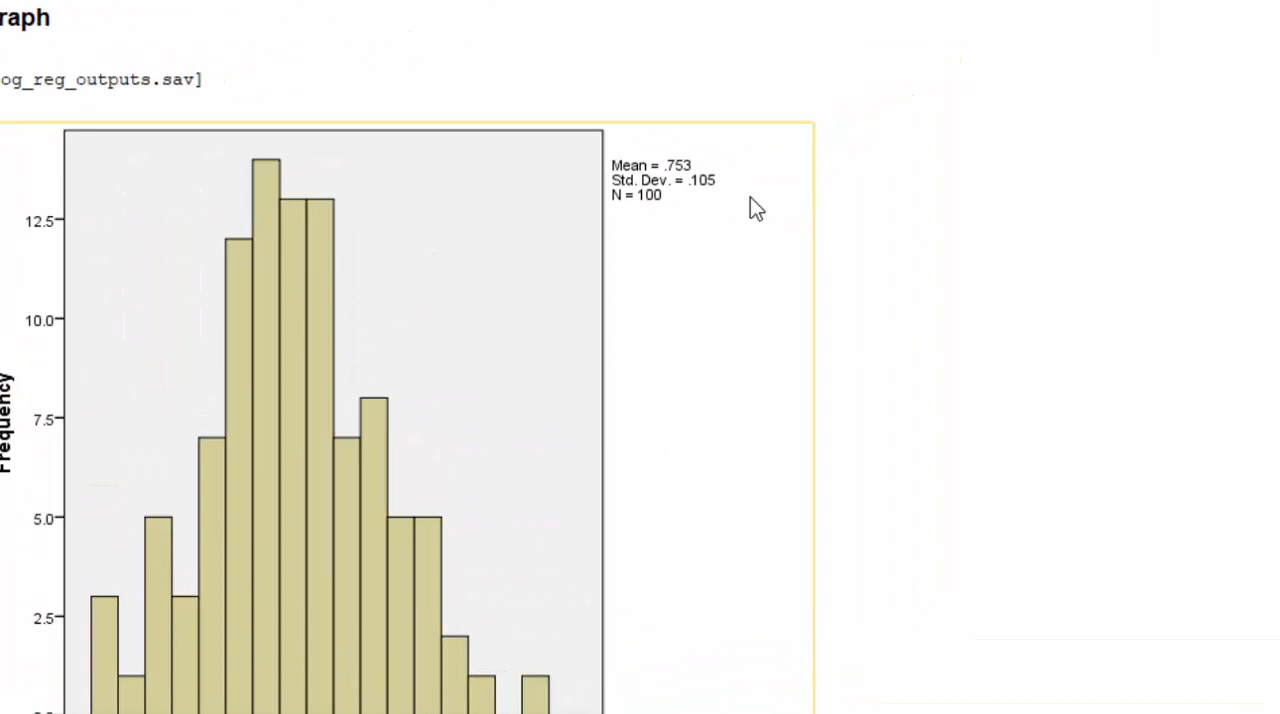 raph
og_reg_outputs.sav]
Mean = .753
Std. Dev. = .105
N = 100
12.5
10.0
7.5
5.0
2.5
Frequency